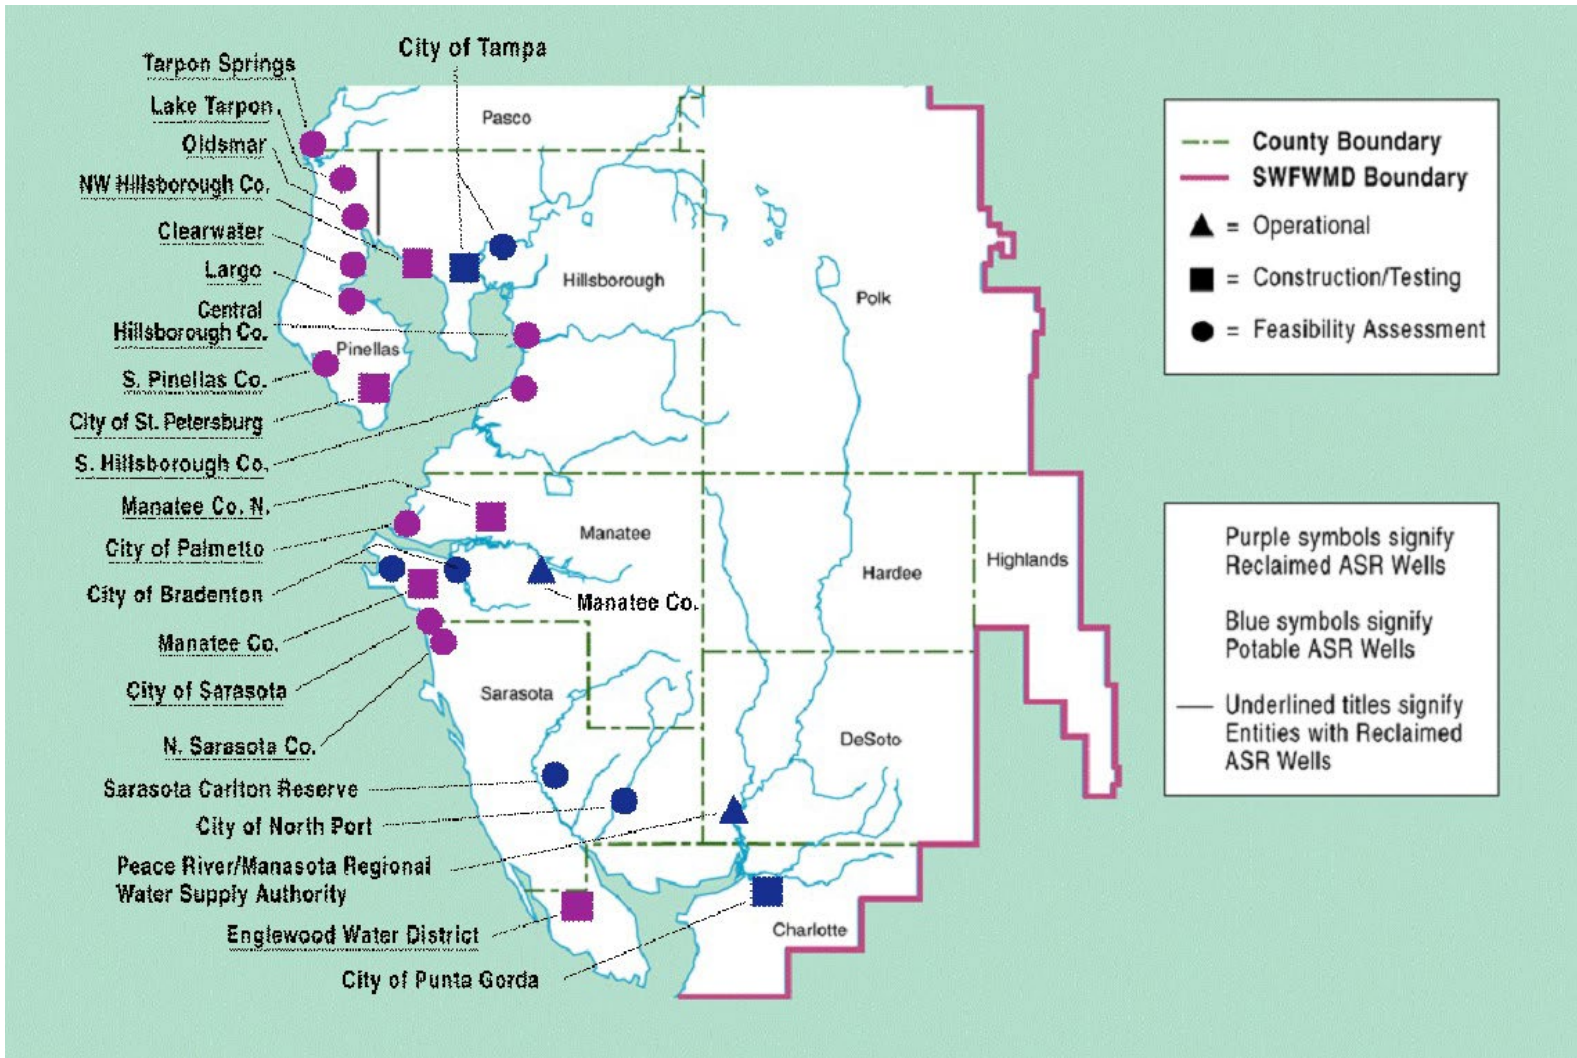 City of Tampa
Tarpon Springs
Lake Tarpon
Oldsmar
NW Hillsborough Co.
Clearwater
Largo
Central
Hillsborough Co.
S. Pinellas Co.
City of St. Petersburg
S. Hillsborough Co.
Manatee Co. N.
City of Palmetto
City of Bradenton
Manatee Co.
City of Sarasota
N. Sarasota Co.
Sarasota Carlton Reserve
City of North Port
Peace River/Manasota Regional
Water Supply Authority
Englewood Water District
City of Punta Gorda
Pasco
Hillsborough
Polk
Pinellas
Manatee
Manatee Co.
Hardee
Highlands
Sarasota
DeSoto
Charlotte
County Boundary
SWFWMD Boundary
= Operational
= Construction/Testing
= Feasibility Assessment
Purple symbols signify
Reclaimed ASR Wells
Blue symbols signify
Potable ASR Wells
Underlined titles signify
Entities with Reclaimed
ASR Wells